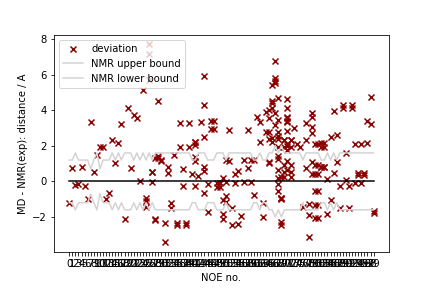 8
6
4
2
0
−2
MD - NMR(exp): distance / A
deviation
NMR upper bound
NMR lower bound
NOE no.